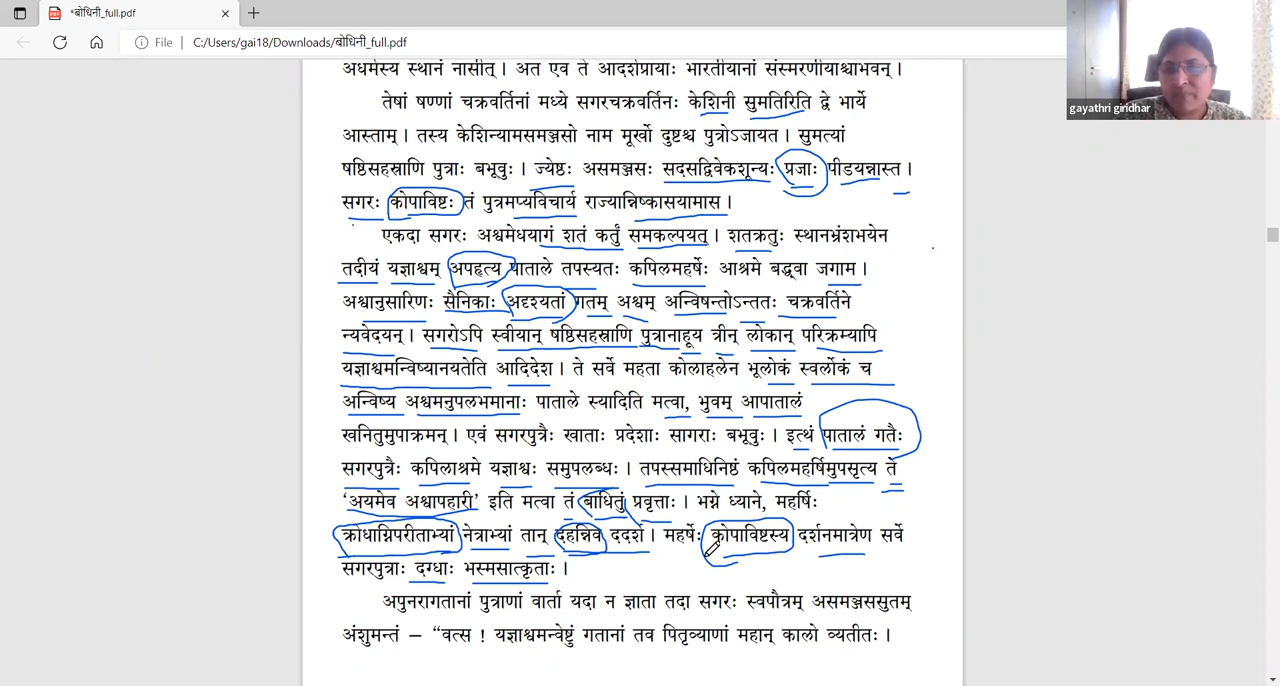 *बोधिनी_full.pdf
File C:/Users/gai18/Downloads/बोधिनी_full.pdf
gayathri giridhar
अधर्मस्य स्थानं नासीत् । अत एव ते आदर्शप्रायाः भारतीयानां संस्मरणीयाश्चाभवन् ।
तेषां षण्णां चक्रवर्तिनां मध्ये सगरचक्रवर्तिनः केशिनी सुमतिरिति द्वे भार्ये
आस्ताम् । तस्य केशिन्यामसमञ्जसो नाम मूर्खो दुष्टश्च पुत्रोऽजायत । सुमत्यां
षष्ठिसहस्राणि पुत्राः बभूवुः । ज्येष्ठः असमञ्जसः सदसद्विवेकशून्यः प्रजाः पीडयन्नास्त ।
सगरः कोपाविष्टः तं पुत्रमप्यविचार्य राज्यान्निष्कासयामास ।
एकदा सगरः अश्वमेधयागं शतं कर्तुं समकल्पयत् । शतक्रतुः स्थानभ्रंशभयेन
तदीयं यज्ञाश्वम् अपहृत्य पाताले तपस्यतः कपिलमहर्षेः आश्रमे बद्ध्वा जगाम ।
अश्वानुसारिणः सैनिकाः अदृश्यतां गतम् अश्वम् अन्विषन्तोऽन्ततः चक्रवर्तिने
न्यवेदयन् । सगरोऽपि स्वीयान् षष्ठिसहस्राणि पुत्रानाहूय त्रीन् लोकान् परिक्रम्यापि
यज्ञाश्वमन्विष्यानयतेति आदिदेश । ते सर्वे महता कोलाहलेन भूलोकं स्वर्लोकं च
अन्विष्य अश्वमनुपलभमानाः पाताले स्यादिति मत्वा, भुवम् आपातालं
खनितुमुपाक्रमन् । एवं सगरपुत्रैः खाताः प्रदेशाः सागराः बभूवुः । इत्थं पातालं गतैः
सगरपुत्रैः कपिलाश्रमे यज्ञाश्वः समुपलब्धः । तपस्समाधिनिष्ठं कपिलमहर्षिमुपसृत्य ते
‘अयमेव अश्वापहारी’ इति मत्वा तं बाधितुं प्रवृत्ताः । भग्ने ध्याने, महर्षिः
क्रोधाग्निपरीताभ्यां नेत्राभ्यां तान् दहन्निव ददर्श । महर्षेः कोपाविष्टस्य दर्शनमात्रेण सर्वे
सगरपुत्राः दग्धाः भस्मसात्कृताः ।
अपुनरागतानां पुत्राणां वार्ता यदा न ज्ञाता तदा सगरः स्वपौत्रम् असमञ्जससुतम्
अंशुमन्तं – “वत्स ! यज्ञाश्वमन्वेष्टुं गतानां तव पितृव्याणां महान् कालो व्यतीतः ।